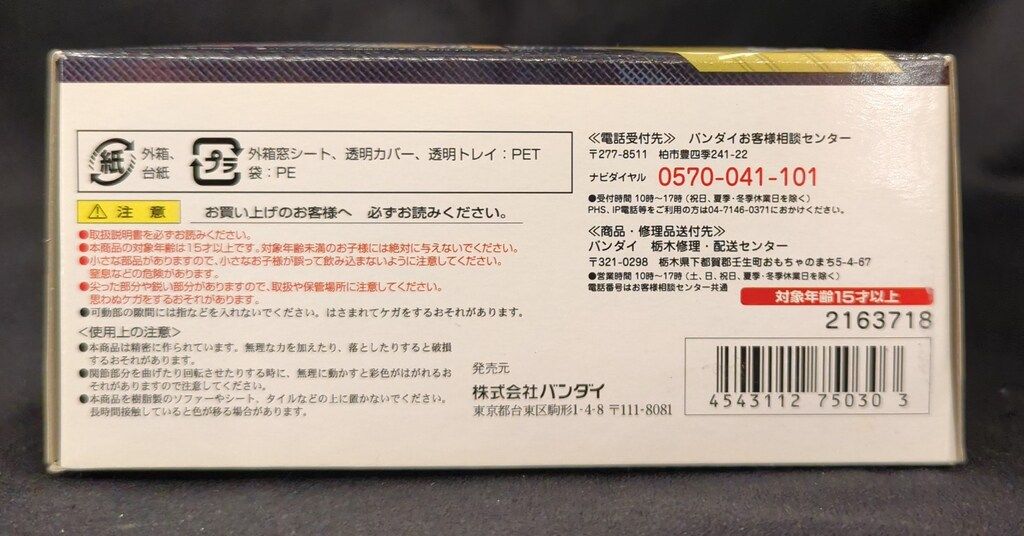 紙
外箱、
台紙
プラ
外箱窓シート、透明カバー、透明トレイ：PET
袋：PE
注 意
お買い上げのお客様へ 必ずお読みください。
●取扱説明書を必ずお読みください。
●本商品の対象年齢は15才以上です。対象年齢未満のお子様には絶対に与えないでください。
●小さな部品がありますので、小さなお子様が誤って飲み込まないように注意してください。
窒息などの危険があります。
●尖った部分や鋭い部分がありますので、取扱や保管場所に注意してください。
思わぬケガをするおそれがあります。
●可動部の隙間には指などを入れないでください。はさまれてケガをするおそれがあります。
＜使用上の注意＞
●本商品は精密に作られています。無理な力を加えたり、落としたりすると破損
するおそれがあります。
●関節部分を曲げたり回転させたりする時に、無理に動かすと彩色がはがれるお
それがありますので注意してください。
●本商品を樹脂製のソファーやシート、タイルなどの上に置かないでください。
長時間接触していると色が移る場合があります。
発売元
株式会社バンダイ
東京都台東区駒形1-4-8 〒111-8081
≪電話受付先≫ バンダイお客様相談センター
〒277-8511 柏市豊四季241-22
ナビダイヤル 0570-041-101
●受付時間 10時～17時（祝日、夏季・冬季休業日を除く）
PHS、IP電話等をご利用の方は04-7146-0371におかけください。
≪商品・修理品送付先≫
バンダイ 栃木修理・配送センター
〒321-0298 栃木県下都賀郡壬生町おもちゃのまち5-4-67
●営業時間 10時～17時（土、日、祝日、夏季・冬季休業日を除く）
電話番号はお客様相談センター共通
対象年齢15才以上
2163718
4543112 75030 3